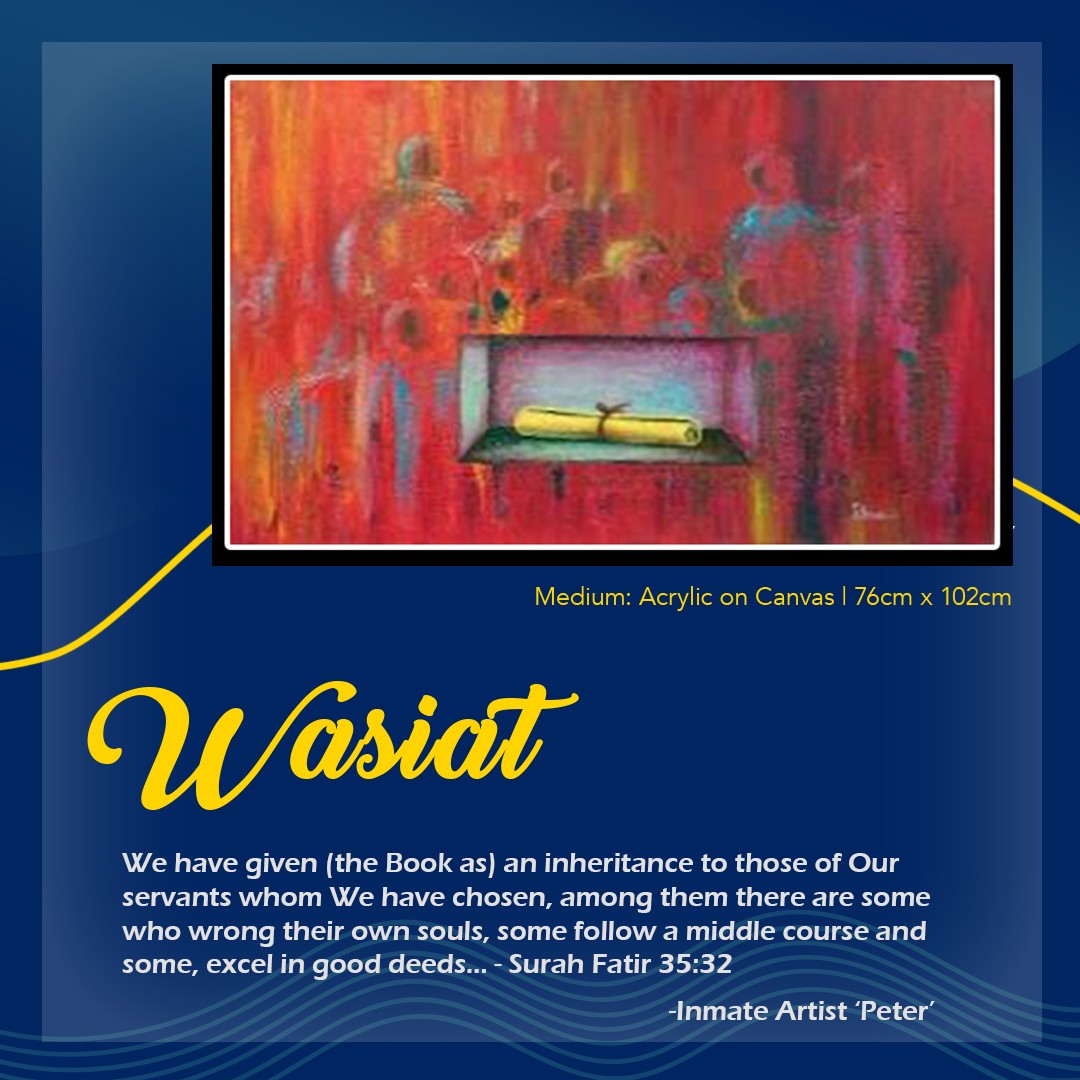 Medium: Acrylic on Canvas | 76cm x 102cm
Wasiat
We have given (the Book as) an inheritance to those of Our
servants whom We have chosen, among them there are some
who wrong their own souls, some follow a middle course and
some, excel in good deeds... - Surah Fatir 35:32
-Inmate Artist ‘Peter’